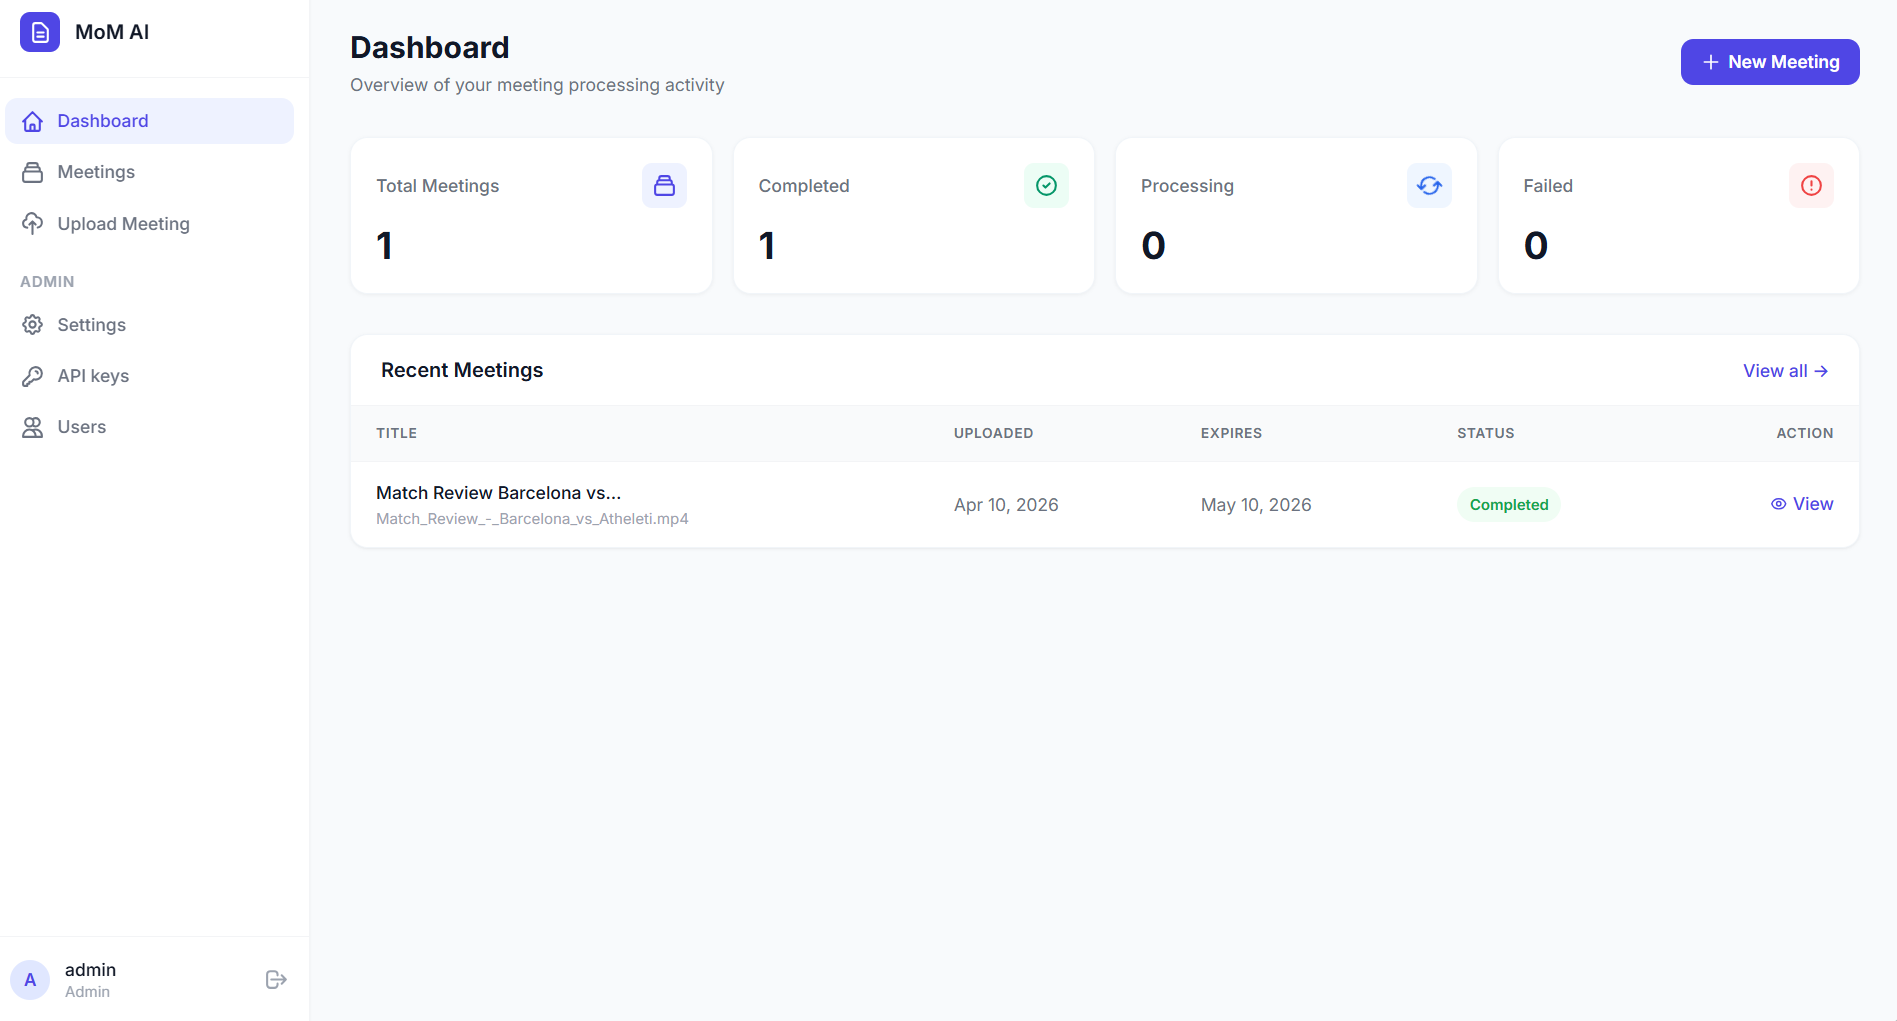 MoM AI
Dashboard
Meetings
Upload Meeting
ADMIN
Settings
API keys
Users
A
admin
Admin
Dashboard
Overview of your meeting processing activity
New Meeting
Total Meetings
1
Completed
1
Processing
0
Failed
0
Recent Meetings
View all →
TITLE UPLOADED EXPIRES STATUS ACTION
Match Review Barcelona vs...
Match_Review_-_Barcelona_vs_Atheleti.mp4
Apr 10, 2026 May 10, 2026 Completed View